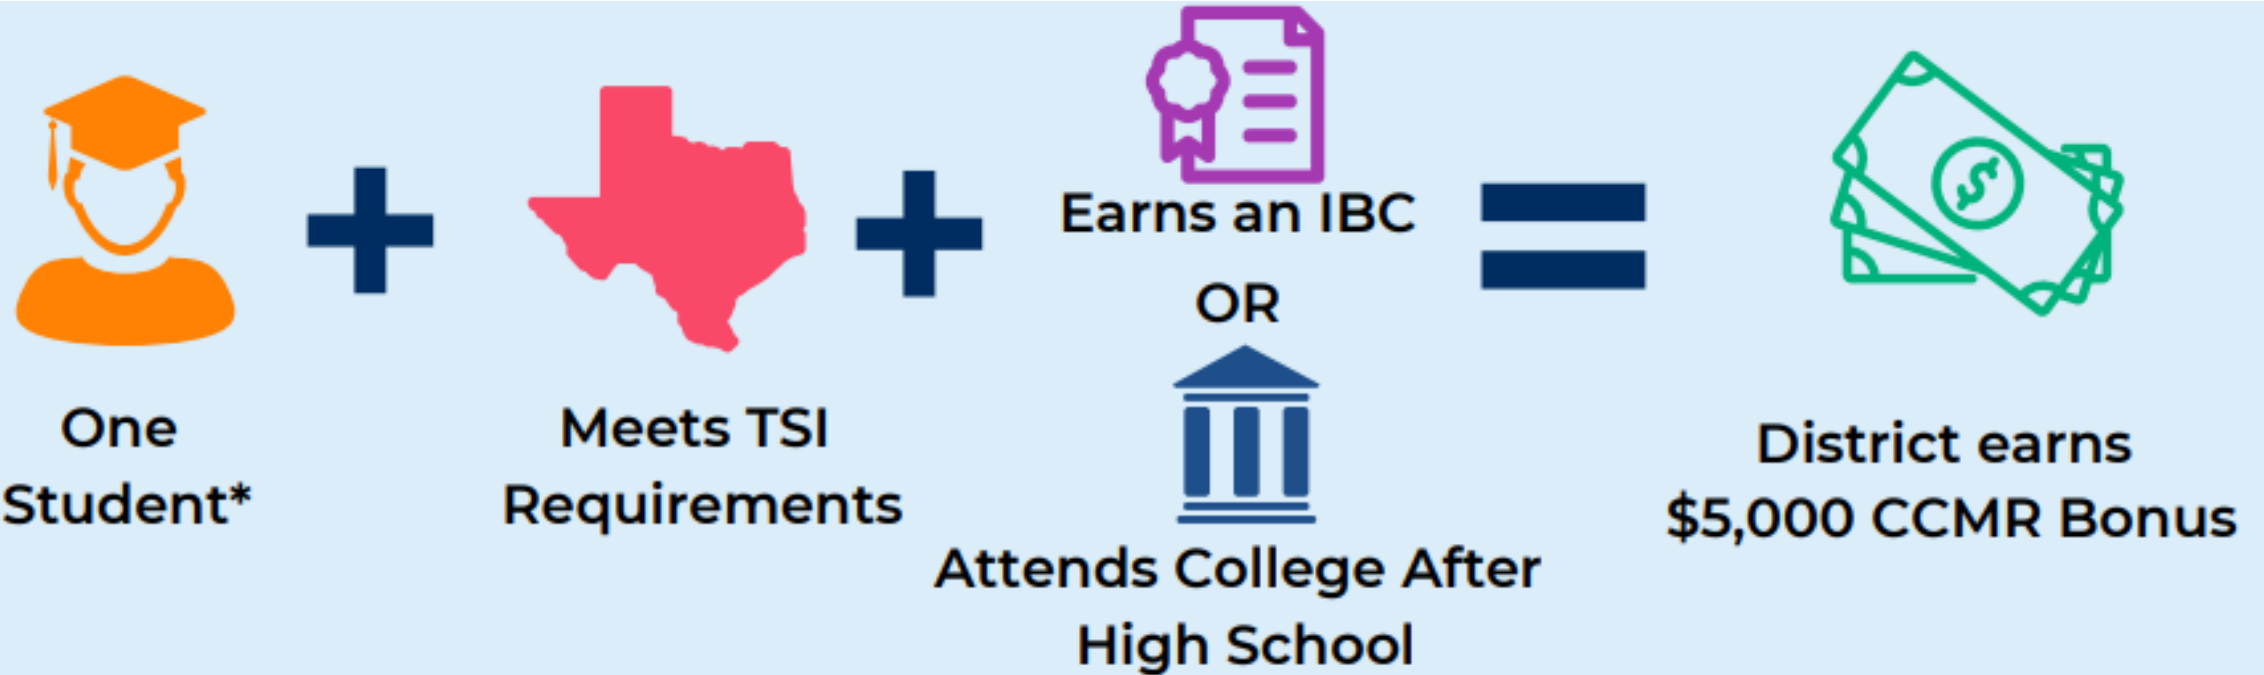 One
Student*
Meets TSI
Requirements
Earns an IBC
OR
Attends College After
High School
District earns
$5,000 CCMR Bonus